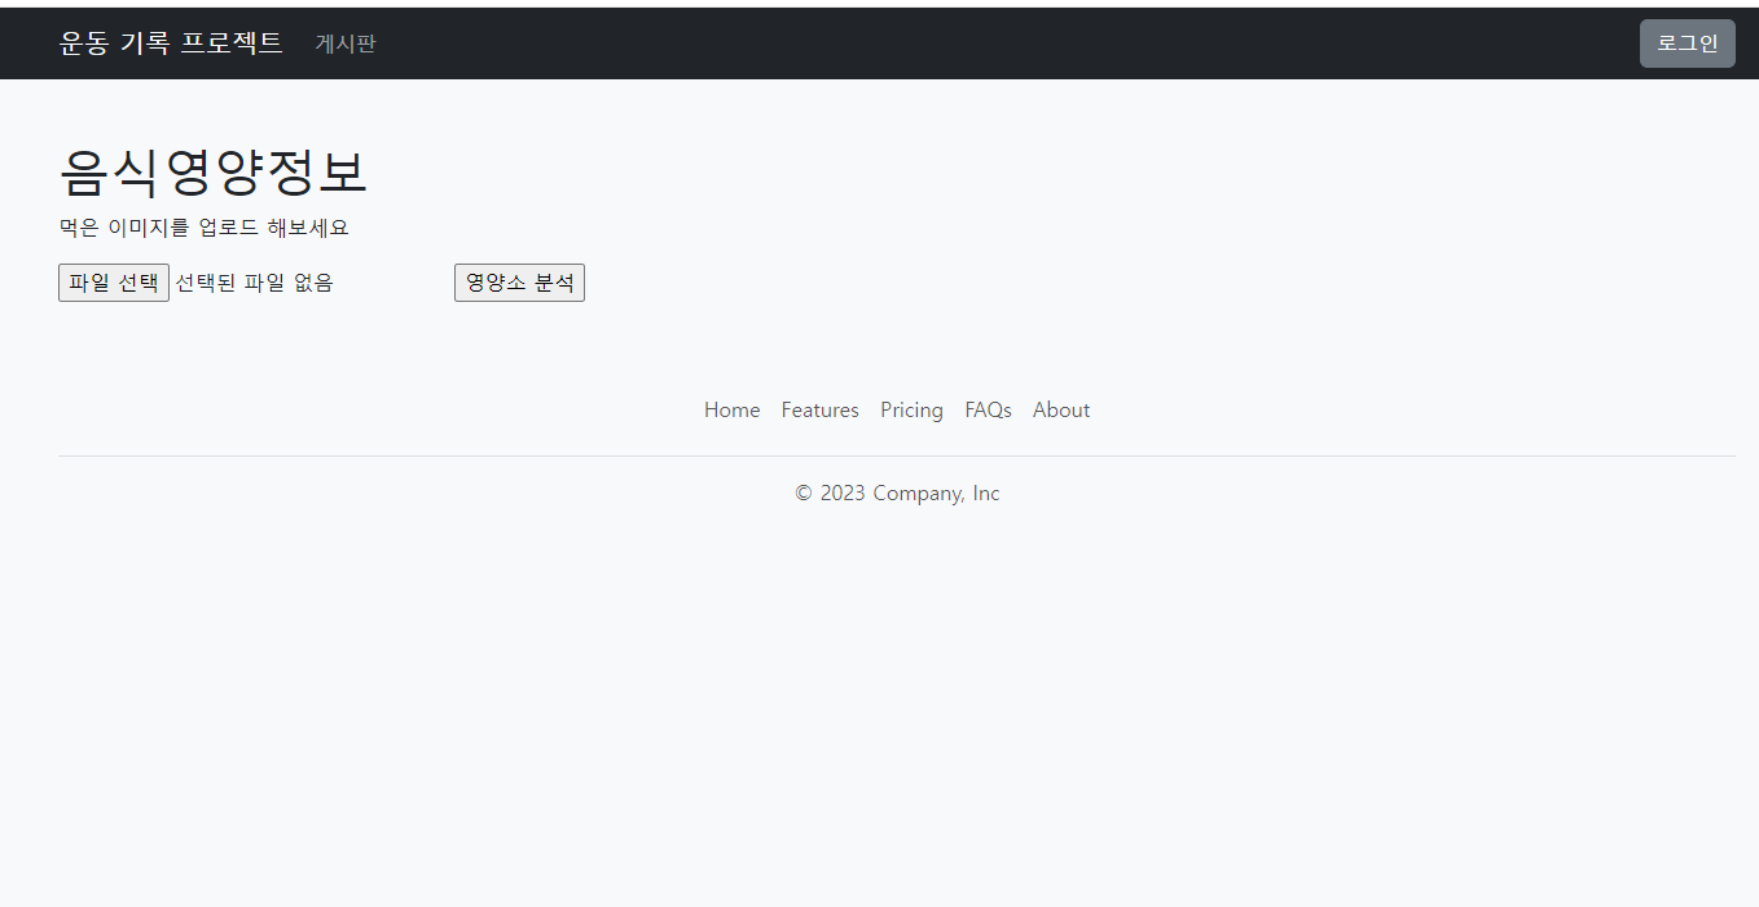 운동 기록 프로젝트 게시판 로그인
음식영양정보
먹은 이미지를 업로드 해보세요
파일 선택 선택된 파일 없음 영양소 분석
Home Features Pricing FAQs About
© 2023 Company, Inc